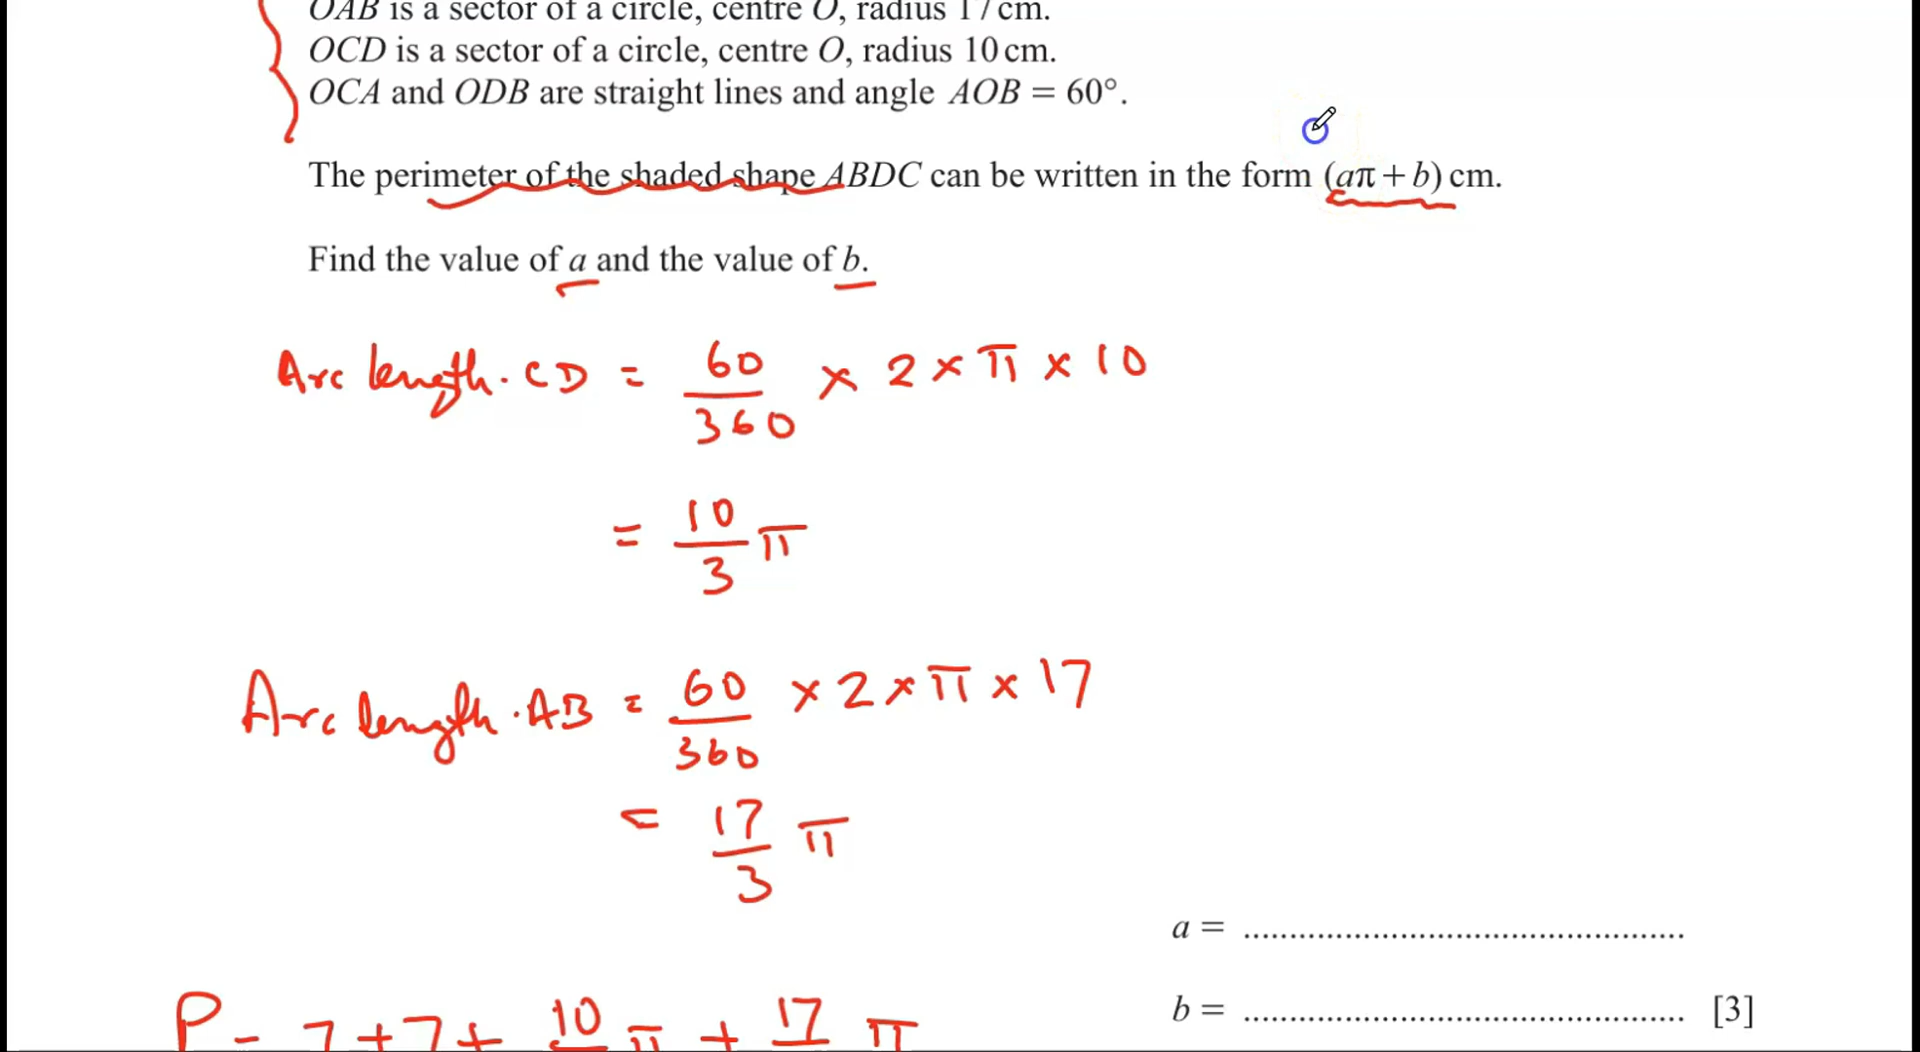 OAB is a sector of a circle, centre O, radius 17 cm.
OCD is a sector of a circle, centre O, radius 10 cm.
OCA and ODB are straight lines and angle AOB = 60°.
The perimeter of the shaded shape ABDC can be written in the form (aπ + b) cm.
Find the value of a and the value of b.
Arc length. CD = 60/360 × 2 × π × 10
= 10/3 π
Arc length. AB = 60/360 × 2 × π × 17
= 17/3 π
a = ................................................
b = ................................................ [3]
P = 7 + 7 + 10 π + 17 π